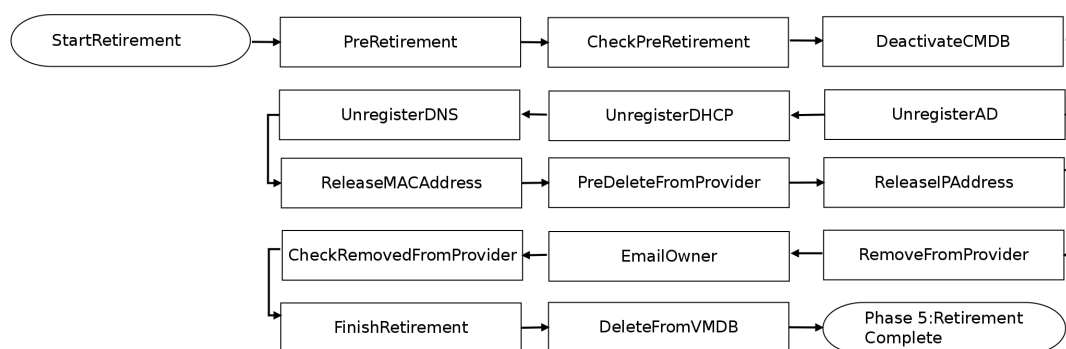 StartRetirement
PreRetirement
CheckPreRetirement
DeactivateCMDB
UnregisterDNS
UnregisterDHCP
UnregisterAD
ReleaseMACAddress
PreDeleteFromProvider
ReleaseIPAddress
CheckRemovedFromProvider
EmailOwner
RemoveFromProvider
FinishRetirement
DeleteFromVMDB
Phase 5:Retirement
Complete